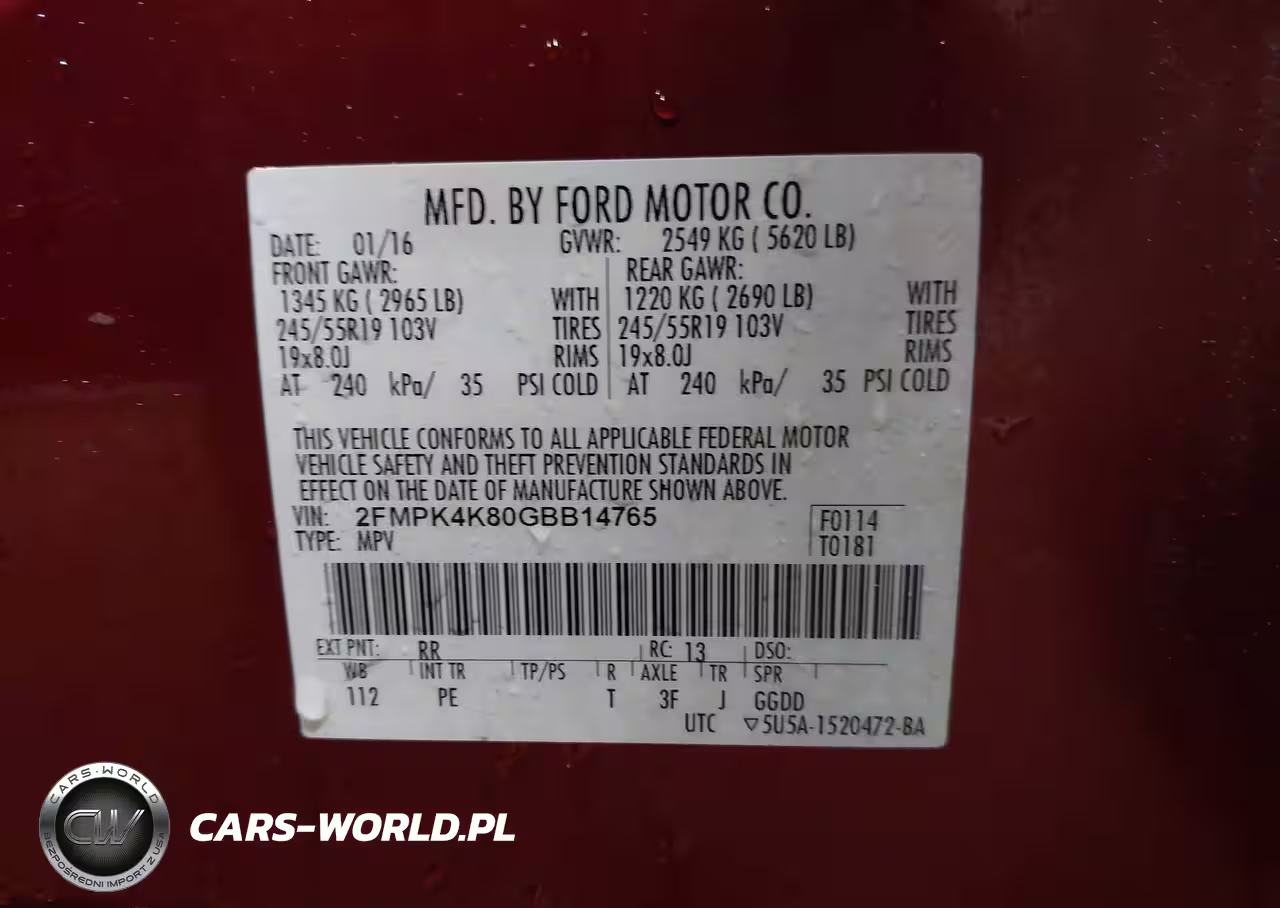 MFD. BY FORD MOTOR CO.
DATE: 01/16 GVWR: 2549 KG ( 5620 LB)
FRONT GAWR: REAR GAWR:
1345 KG ( 2965 LB) WITH 1220 KG ( 2690 LB) WITH
245/55R19 103V TIRES 245/55R19 103V TIRES
19x8.0J RIMS 19x8.0J RIMS
AT 240 kPa/ 35 PSI COLD AT 240 kPa/ 35 PSI COLD
THIS VEHICLE CONFORMS TO ALL APPLICABLE FEDERAL MOTOR
VEHICLE SAFETY AND THEFT PREVENTION STANDARDS IN
EFFECT ON THE DATE OF MANUFACTURE SHOWN ABOVE.
VIN: 2FMPK4K80GBB14765 F0114
TYPE: MPV T0181
EXT PNT: RR RC: 13 DSO:
WB INT TR TP/PS R AXLE TR SPR
112 PE T 3F J GGDD
UTC ▽5U5A-1520472-BA
CARS-WORLD
CW
BEZPOŚREDNI IMPORT Z USA
CARS-WORLD.PL